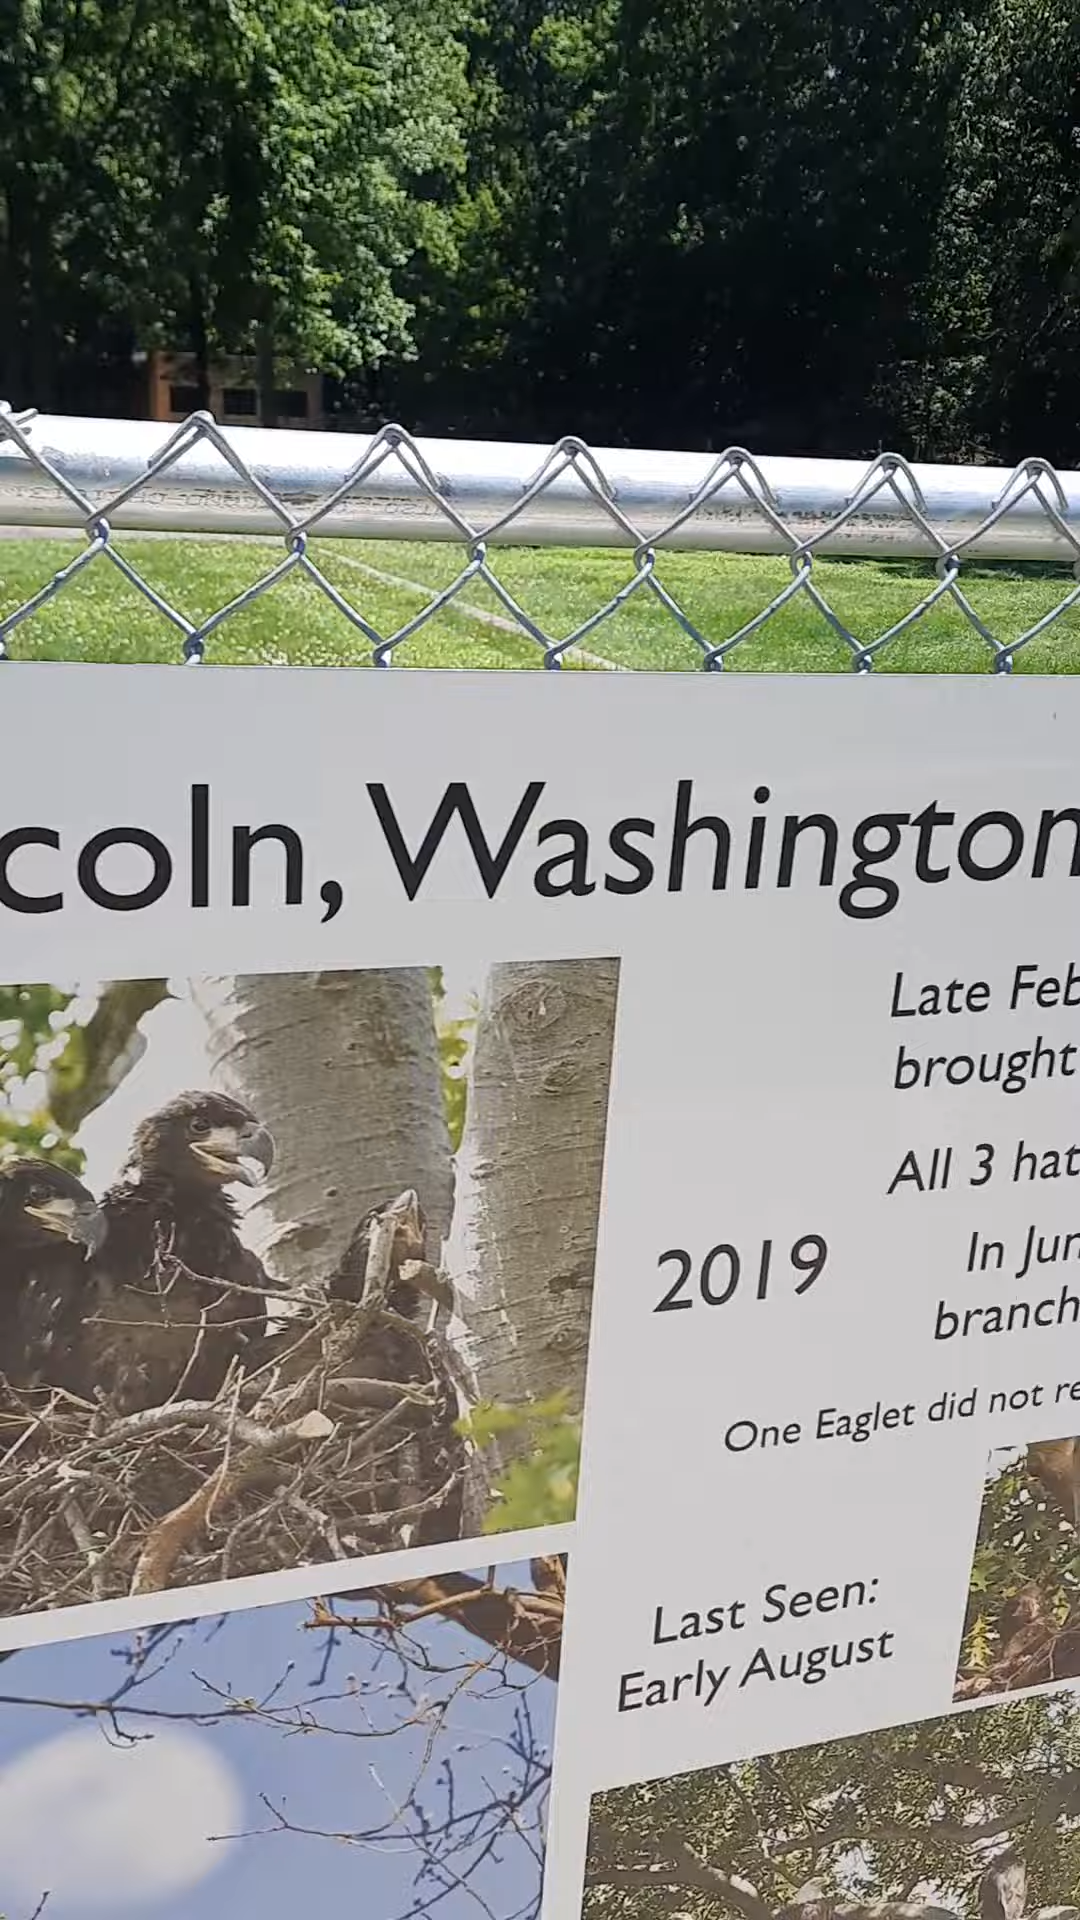 coln, Washington
Late Feb
brought
All 3 hat
2019
In Jun
branch
One Eaglet did not re
Last Seen:
Early August